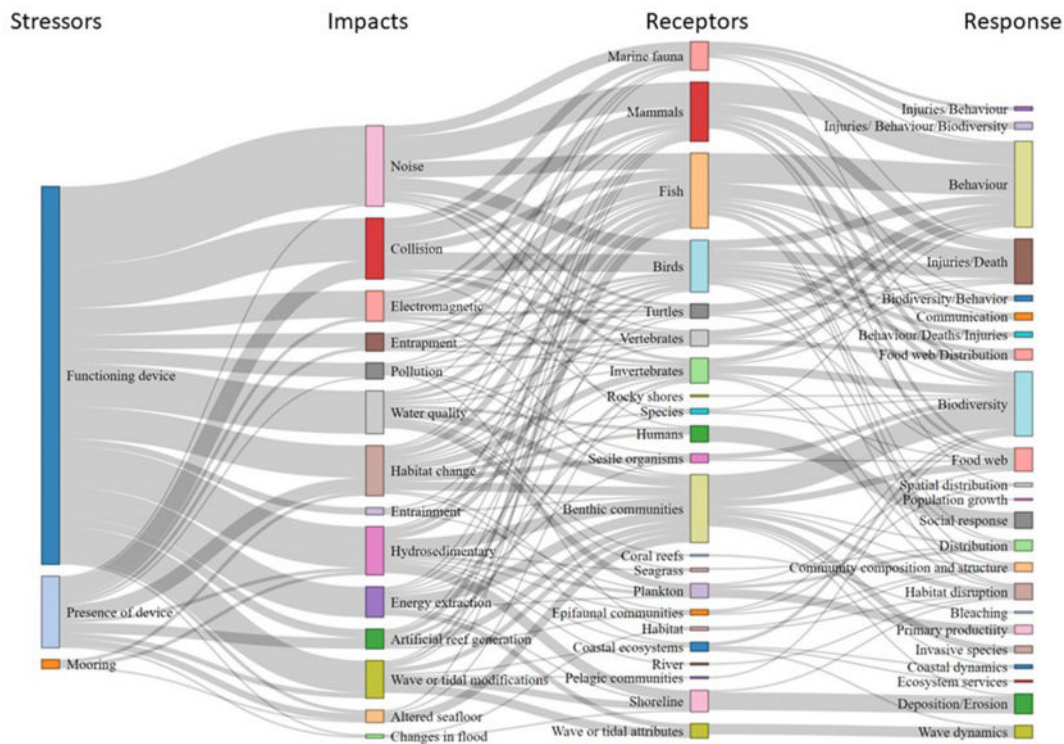 Stressors
Impacts
Receptors
Response
Functioning device
Presence of device
Mooring
Noise
Collision
Electromagnetic
Entrapment
Pollution
Water quality
Habitat change
Entrainment
Hydrosedimentary
Energy extraction
Artificial reef generation
Wave or tidal modifications
Altered seafloor
Changes in flood
Marine fauna
Mammals
Fish
Birds
Turtles
Vertebrates
Invertebrates
Rocky shores
Species
Humans
Sesile organisms
Benthic communities
Coral reefs
Seagrass
Plankton
Epifaunal communities
Habitat
Coastal ecosystems
River
Pelagic communities
Shoreline
Wave or tidal attributes
Injuries/Behaviour
Injuries/ Behaviour/Biodiversity
Behaviour
Injuries/Death
Biodiversity/Behavior
Communication
Behaviour/Deaths/Injuries
Food web/Distribution
Biodiversity
Food web
Spatial distribution
Population growth
Social response
Distribution
Community composition and structure
Habitat disruption
Bleaching
Primary productiity
Invasive species
Coastal dynamics
Ecosystem services
Deposition/Erosion
Wave dynamics